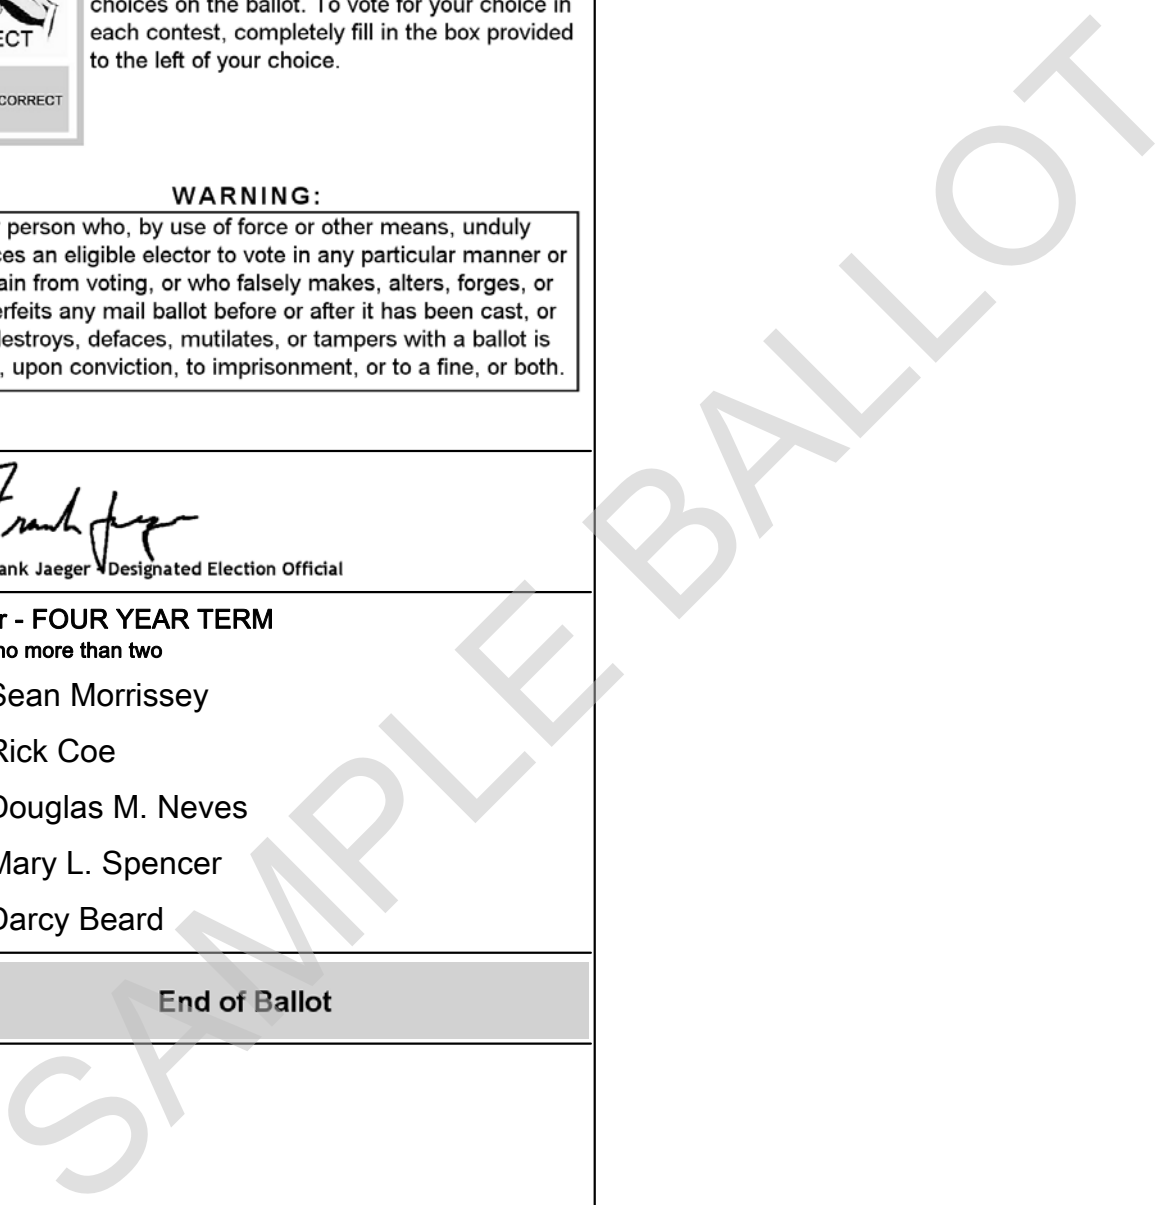 choices on the ballot. To vote for your choice in
each contest, completely fill in the box provided
to the left of your choice.
ECT
CORRECT
WARNING:
person who, by use of force or other means, unduly
ces an eligible elector to vote in any particular manner or
ain from voting, or who falsely makes, alters, forges, or
erfeits any mail ballot before or after it has been cast, or
destroys, defaces, mutilates, or tampers with a ballot is
, upon conviction, to imprisonment, or to a fine, or both.
Frank Jaeger
ank Jaeger - Designated Election Official
r - FOUR YEAR TERM
no more than two
Sean Morrissey
Rick Coe
Douglas M. Neves
Mary L. Spencer
Darcy Beard
End of Ballot
SAMPLE BALLOT